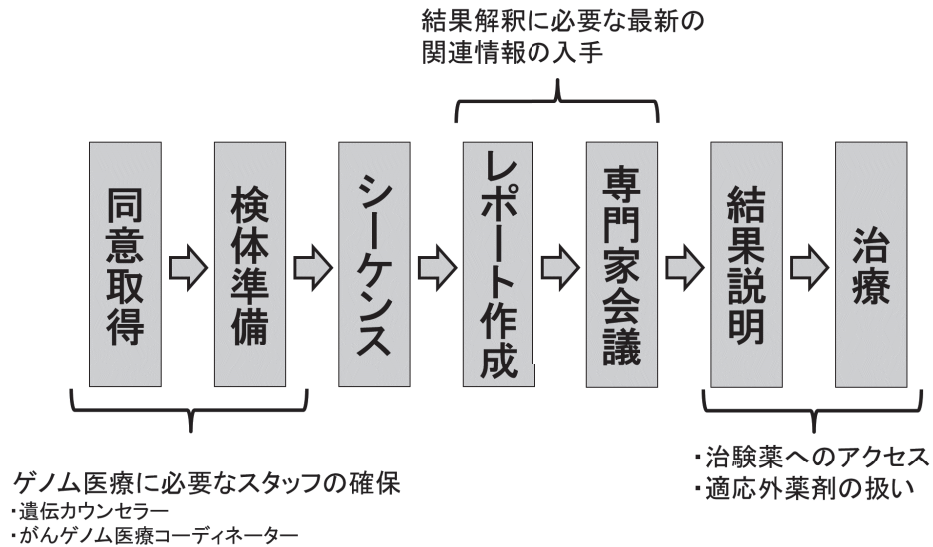 結果解釈に必要な最新の
関連情報の入手
同意取得
検体準備
シーケンス
レポート作成
専門家会議
結果説明
治療
ゲノム医療に必要なスタッフの確保
・遺伝カウンセラー
・がんゲノム医療コーディネーター
・治験薬へのアクセス
・適応外薬剤の扱い